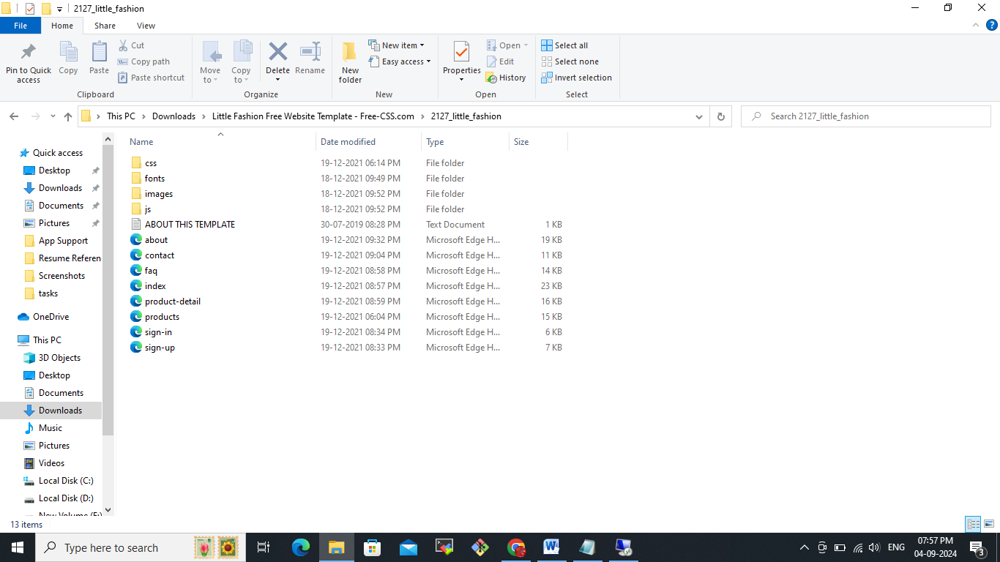 2127_little_fashion
File Home Share View
Pin to Quick access
Copy
Paste
Cut
Copy path
Paste shortcut
Clipboard
Move to
Copy to
Delete
Rename
Organize
New folder
New item
Easy access
New
Properties
Open
Edit
History
Open
Select all
Select none
Invert selection
Select
This PC > Downloads > Little Fashion Free Website Template - Free-CSS.com > 2127_little_fashion
Search 2127_little_fashion
Quick access
Desktop
Downloads
Documents
Pictures
App Support
Resume Referen
Screenshots
tasks
OneDrive
This PC
3D Objects
Desktop
Documents
Downloads
Music
Pictures
Videos
Local Disk (C:)
Local Disk (D:)
Name Date modified Type Size
css 19-12-2021 06:14 PM File folder
fonts 18-12-2021 09:49 PM File folder
images 18-12-2021 09:52 PM File folder
js 18-12-2021 09:52 PM File folder
ABOUT THIS TEMPLATE 30-07-2019 08:28 PM Text Document 1 KB
about 19-12-2021 09:32 PM Microsoft Edge H... 19 KB
contact 19-12-2021 09:04 PM Microsoft Edge H... 11 KB
faq 19-12-2021 08:58 PM Microsoft Edge H... 14 KB
index 19-12-2021 08:57 PM Microsoft Edge H... 23 KB
product-detail 19-12-2021 08:59 PM Microsoft Edge H... 16 KB
products 19-12-2021 06:04 PM Microsoft Edge H... 15 KB
sign-in 19-12-2021 08:34 PM Microsoft Edge H... 6 KB
sign-up 19-12-2021 08:33 PM Microsoft Edge H... 7 KB
13 items
Type here to search
ENG
07:57 PM
04-09-2024
3